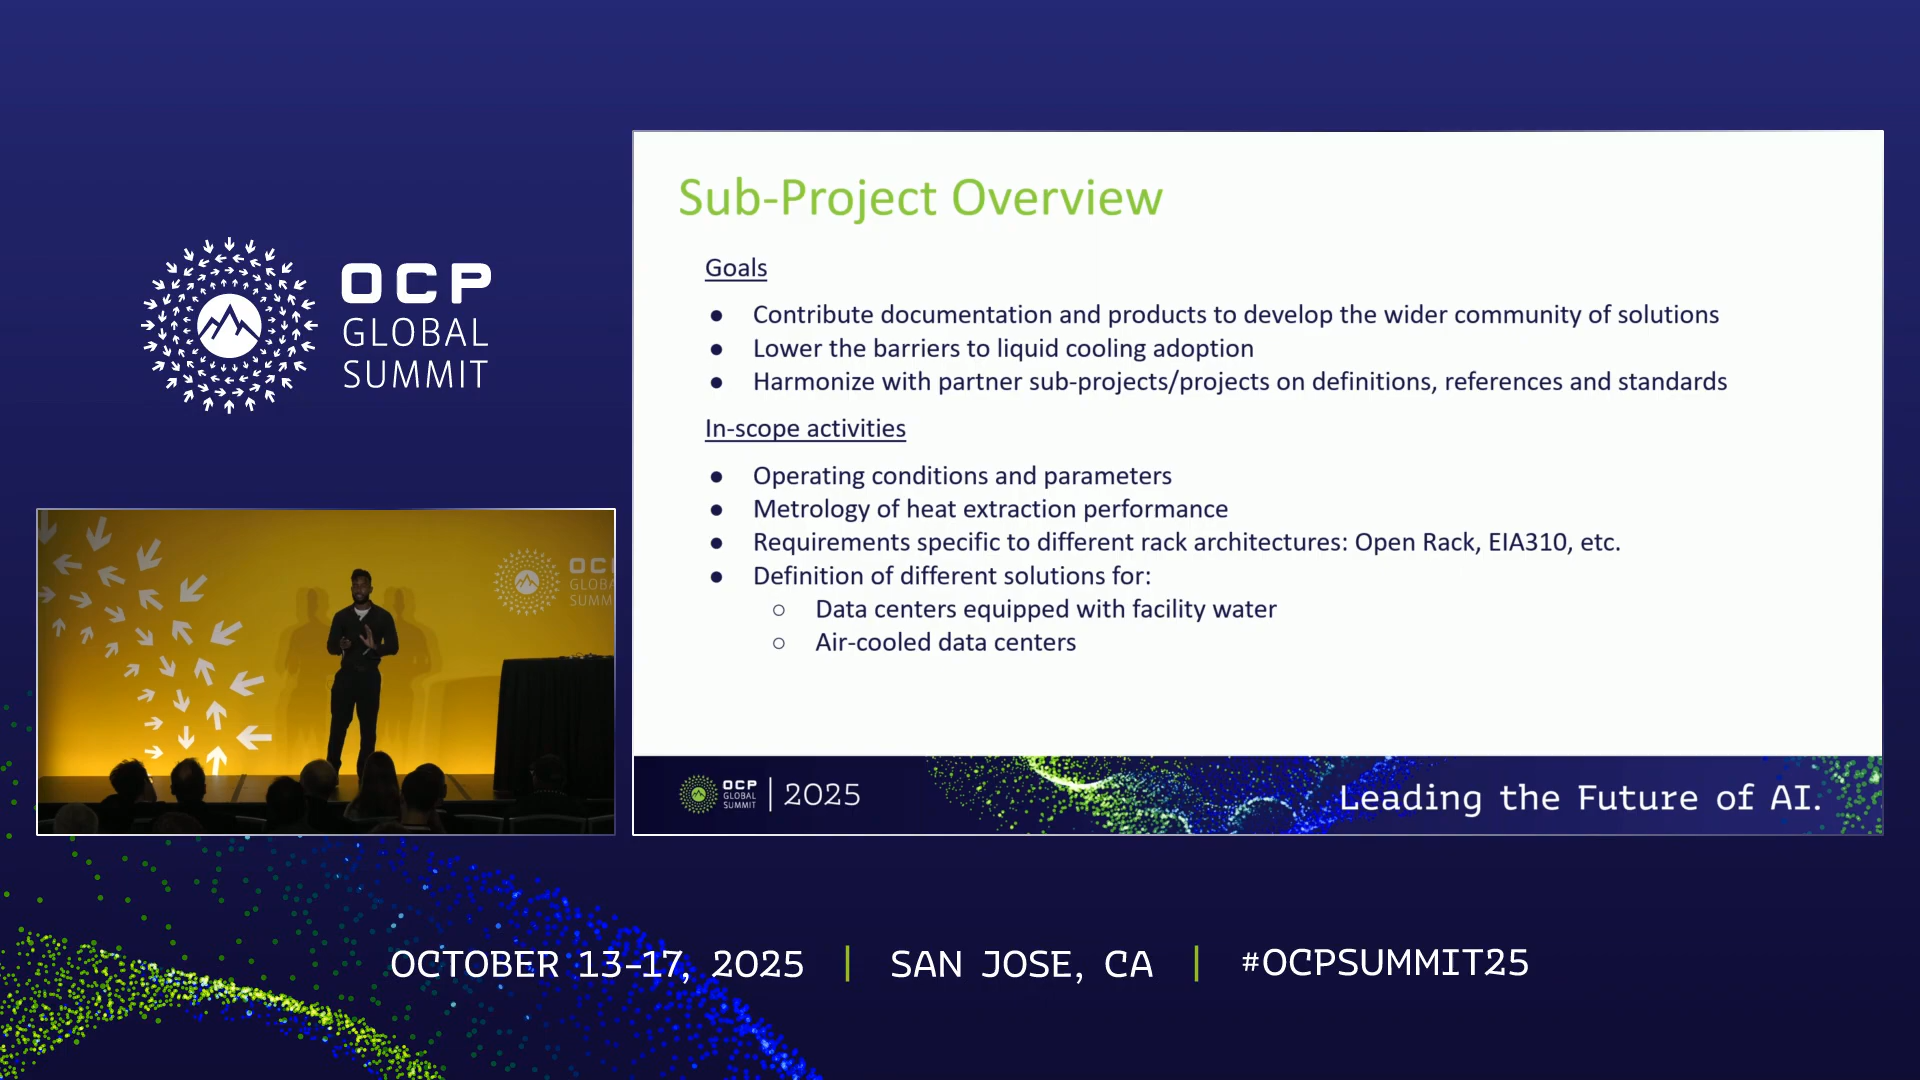 OCP
GLOBAL
SUMMIT
Sub-Project Overview
Goals
● Contribute documentation and products to develop the wider community of solutions
● Lower the barriers to liquid cooling adoption
● Harmonize with partner sub-projects/projects on definitions, references and standards
In-scope activities
● Operating conditions and parameters
● Metrology of heat extraction performance
● Requirements specific to different rack architectures: Open Rack, EIA310, etc.
● Definition of different solutions for:
○ Data centers equipped with facility water
○ Air-cooled data centers
OCP
GLOBAL
SUMMIT
2025
Leading the Future of AI.
OC
GLOBA
SUMM
OCTOBER 13-17, 2025 | SAN JOSE, CA | #OCPSUMMIT25